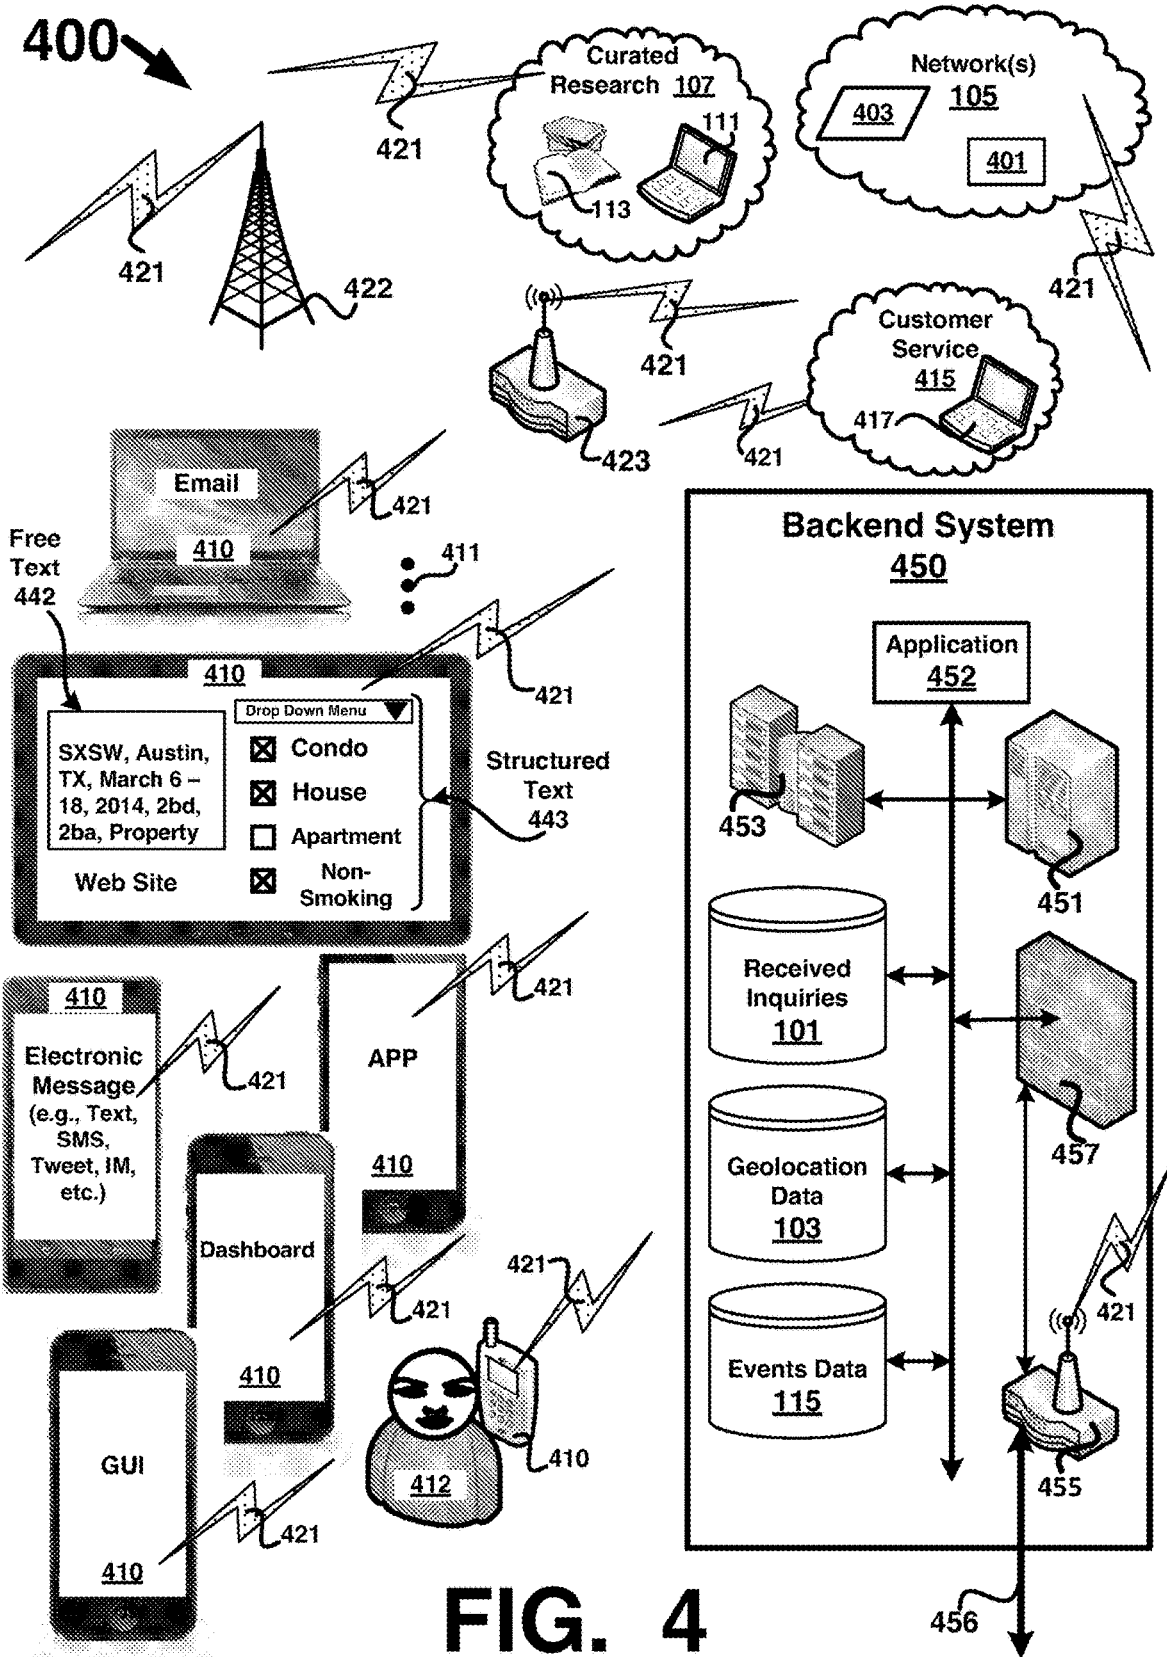 400
421
Curated
Research 107
111
113
Network(s)
105
403
401
421
421
422
421
423
Customer
Service
415
417
421
421
Email
410
421
Free
Text
442
411
421
410
Drop Down Menu
SXSW, Austin,
TX, March 6 –
18, 2014, 2bd,
2ba, Property
Web Site
Condo
House
Apartment
Non-
Smoking
Structured
Text
443
Backend System
450
Application
452
453
451
Received
Inquiries
101
457
Geolocation
Data
103
421
Events Data
115
455
456
421
410
Electronic
Message
(e.g., Text,
SMS,
Tweet, IM,
etc.)
421
APP
410
Dashboard
410
421
421
410
412
GUI
410
421
FIG. 4